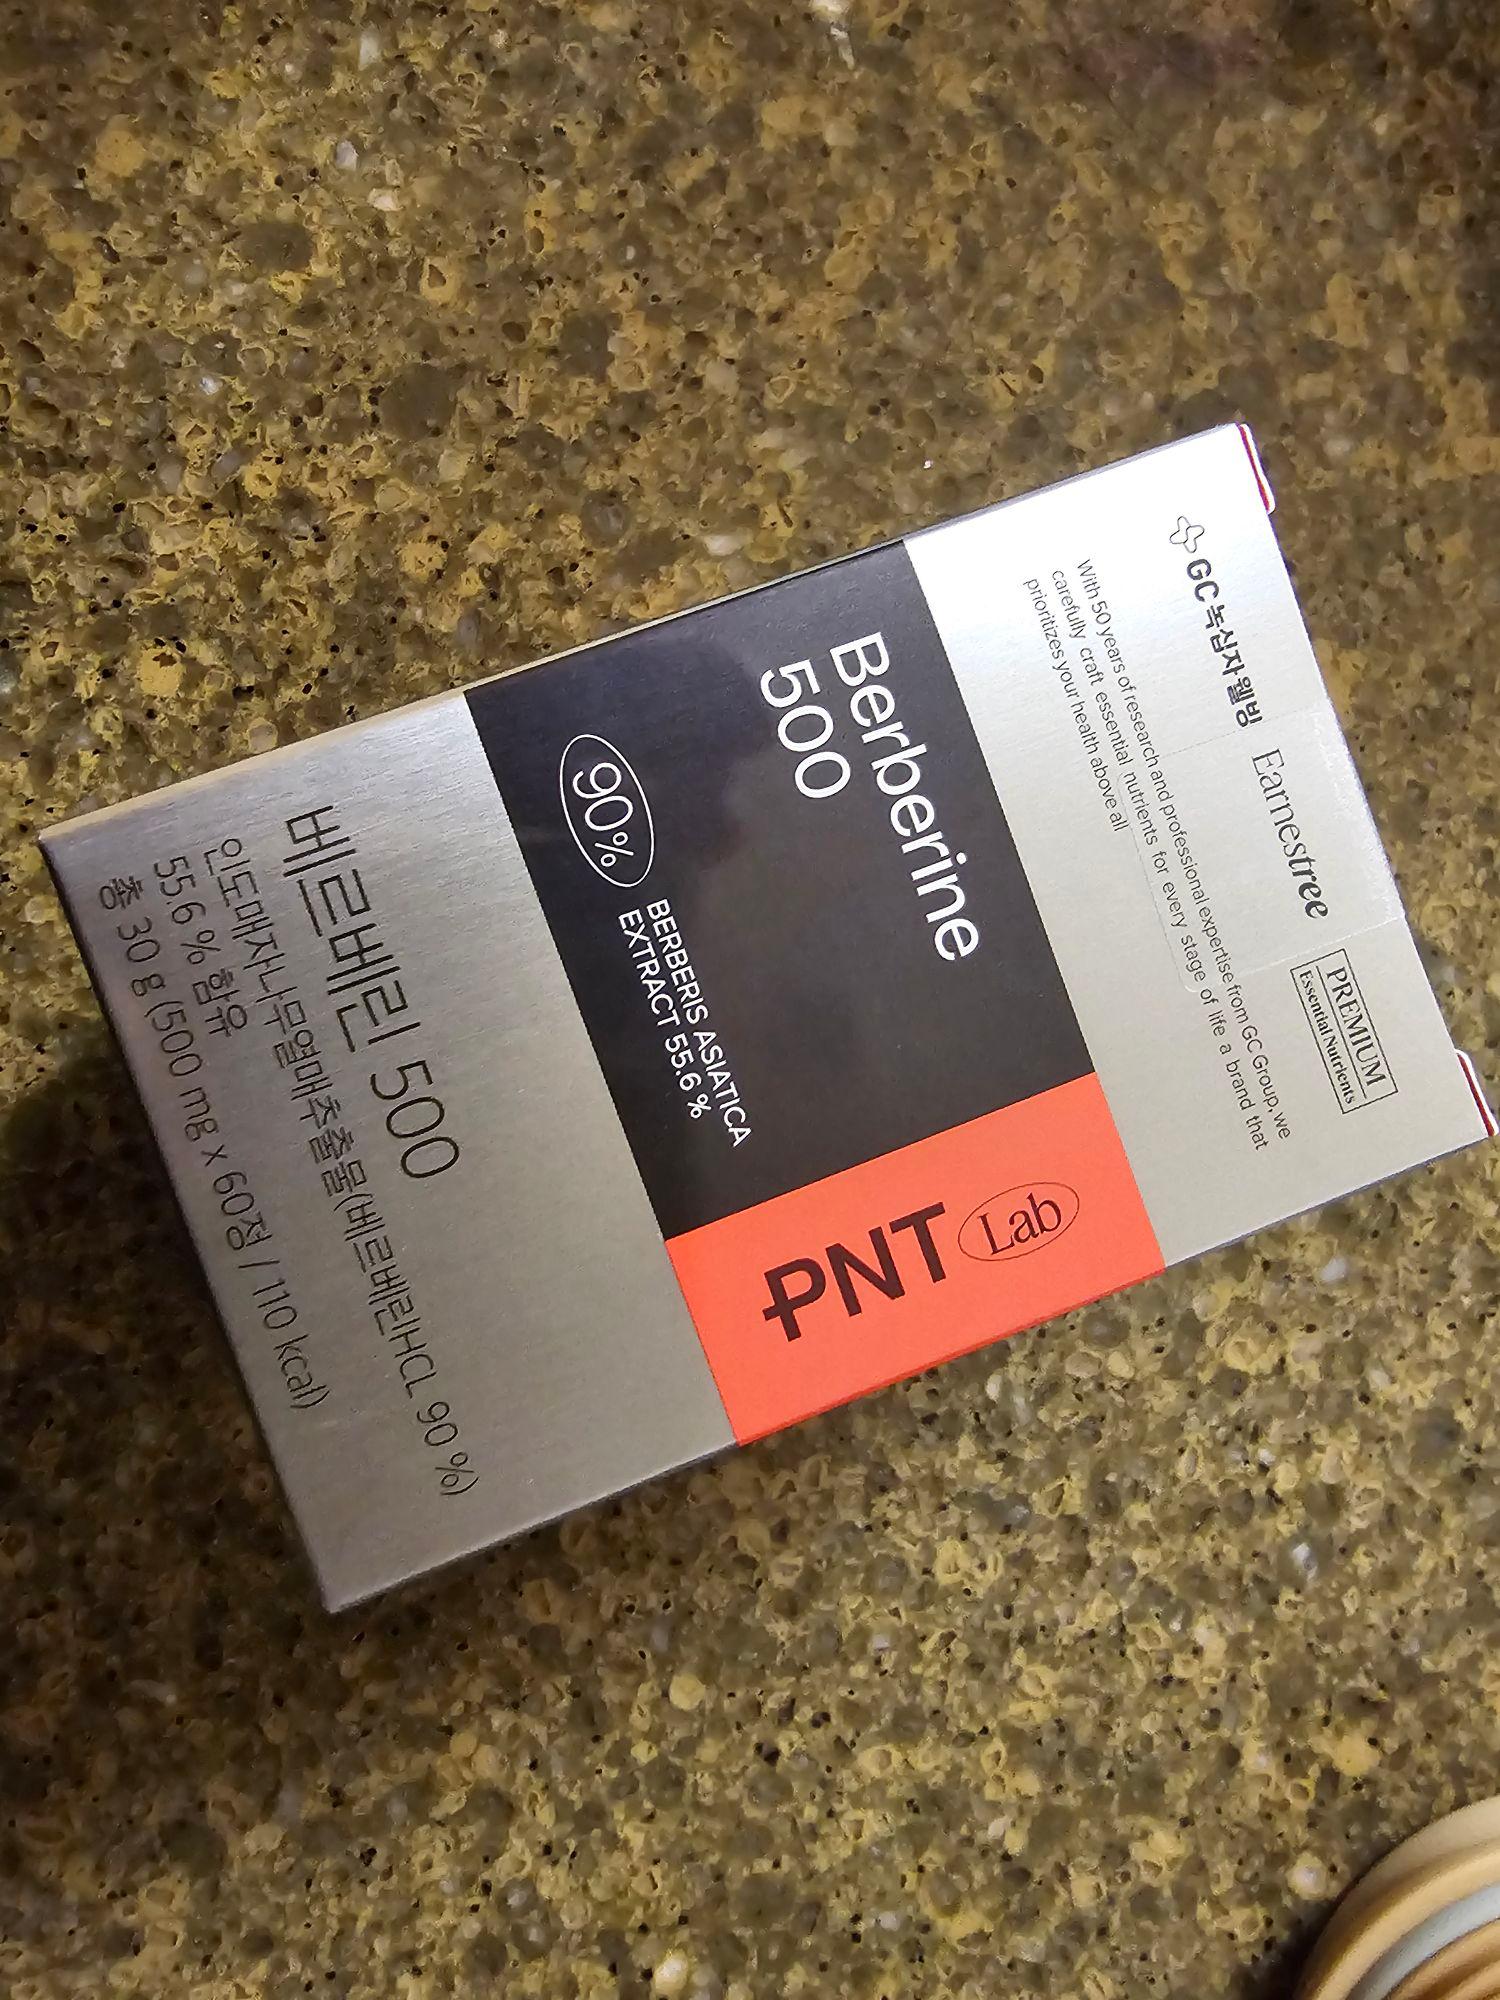 GC녹십자웰빙
Earnestree
PREMIUM
Essential Nutrients
With 50 years of research and professional expertise from GC Group, we
carefully craft essential nutrients for every stage of life a brand that
prioritizes your health above all
Berberine
500
90%
BERBERIS ASIATICA
EXTRACT 55.6 %
PNT Lab
베르베린 500
인도매자나무열매추출물(베르베린HCL 90 %)
55.6 % 함유
총 30 g (500 mg x 60정 / 110 kcal)